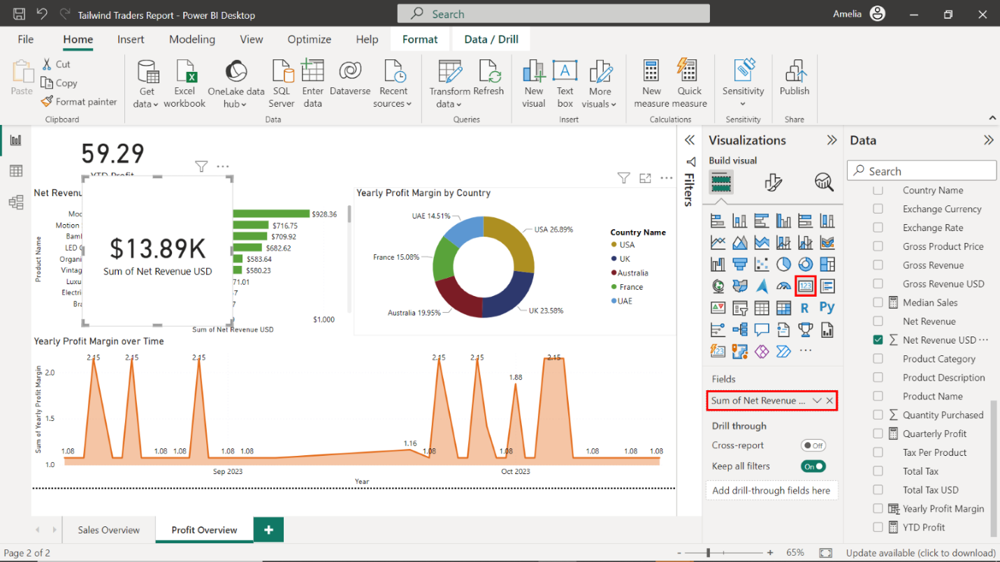 Tailwind Traders Report - Power BI Desktop
Search
Amelia
File Home Insert Modeling View Optimize Help Format Data / Drill
Paste
Cut
Copy
Format painter
Clipboard
Get data
Excel workbook
OneLake data hub
SQL Server
Enter data
Dataverse
Recent sources
Data
Transform data
Refresh
Queries
New visual
Text box
More visuals
Insert
New measure
Quick measure
Calculations
Sensitivity
Sensitivity
Publish
Share
59.29
YTD Profit
Net Revenu
Product Name
Moc
Motion
Bam
LED
Organi
Vintag
Luxu
Electri
Bra
$928.36
$716.75
$709.92
$682.62
$583.64
$580.23
71.01
7
7
$1,000
Sum of Net Revenue USD
$13.89K
Sum of Net Revenue USD
Yearly Profit Margin by Country
UAE 14.51%
USA 26.89%
France 15.08%
Australia 19.95%
UK 23.58%
Country Name
USA
UK
Australia
France
UAE
Yearly Profit Margin over Time
Sum of Yearly Profit Margin
2.0
1.5
1.0
2.15 2.15 2.15 2.15 2.15 1.88 2.15
1.08 1.08 1.08 1.08 1.08 1.16 1.08 1.08 1.08 1.08 1.08
Sep 2023
Oct 2023
Year
Filters
Visualizations
Build visual
123
R
Py
123
Fields
Sum of Net Revenue ...
Drill through
Cross-report
Off
Keep all filters
On
Add drill-through fields here
Data
Search
Country Name
Exchange Currency
Exchange Rate
Gross Product Price
Gross Revenue
Gross Revenue USD
Median Sales
Net Revenue
Net Revenue USD
Product Category
Product Description
Product Name
Quantity Purchased
Quarterly Profit
Tax Per Product
Total Tax
Total Tax USD
Yearly Profit Margin
YTD Profit
Sales Overview
Profit Overview
+
Page 2 of 2
- + 65%
Update available (click to download)